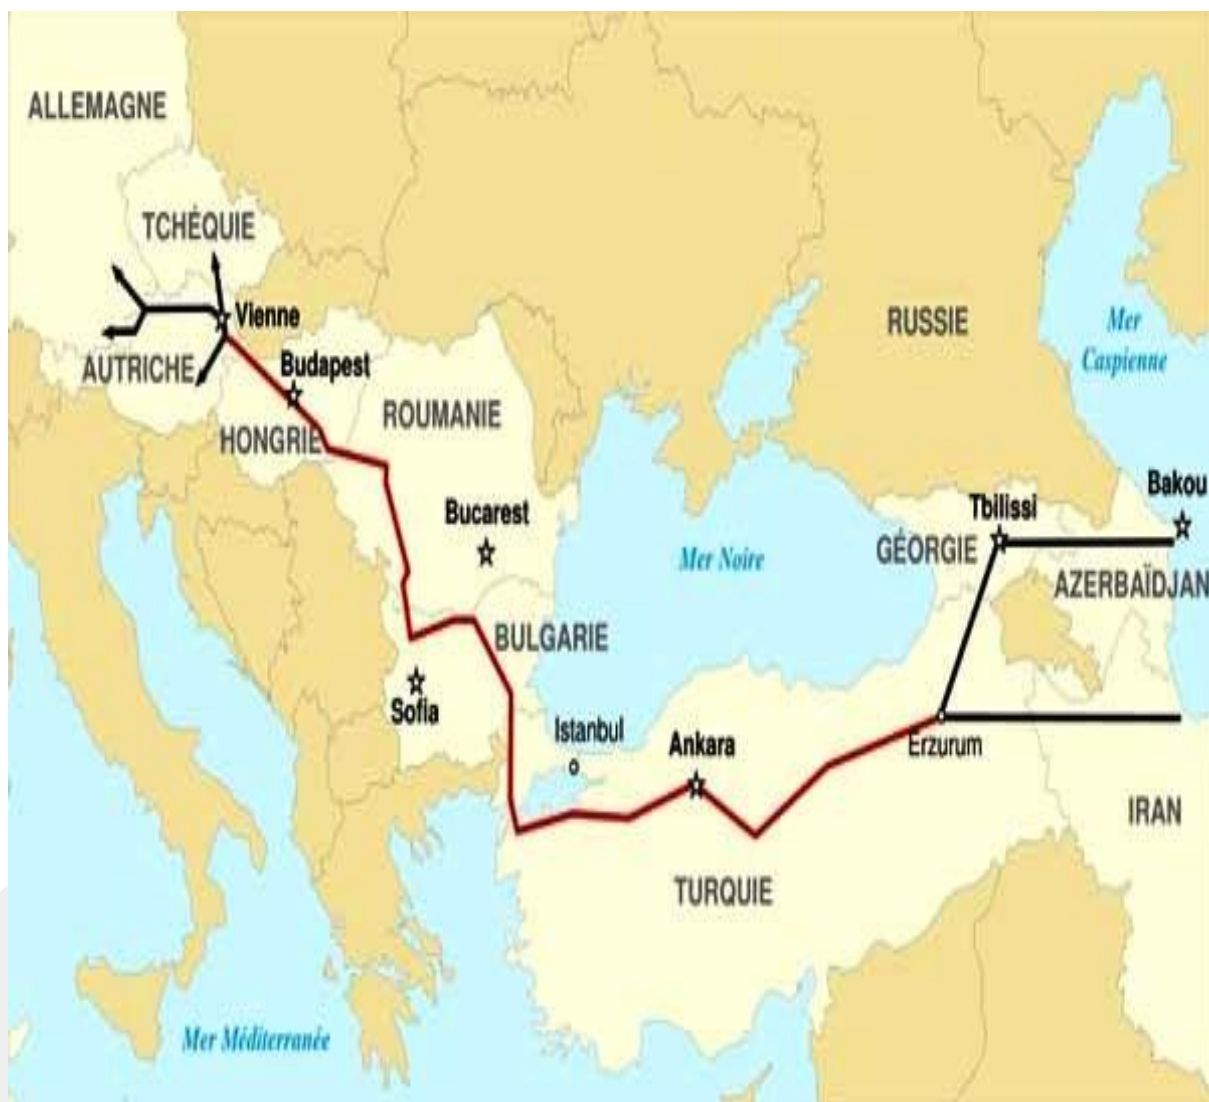 ALLEMAGNE
TCHÉQUIE
Vienne
RUSSIE
Mer
Caspienne
AUTRICHE
Budapest
ROUMANIE
HONGRIE
Bakou
Tbilissi
Bucarest
Mer Noire
GÉORGIE
AZERBAÏDJAN
BULGARIE
Sofia
Istanbul
Ankara
Erzurum
IRAN
TURQUIE
Mer Méditerranée